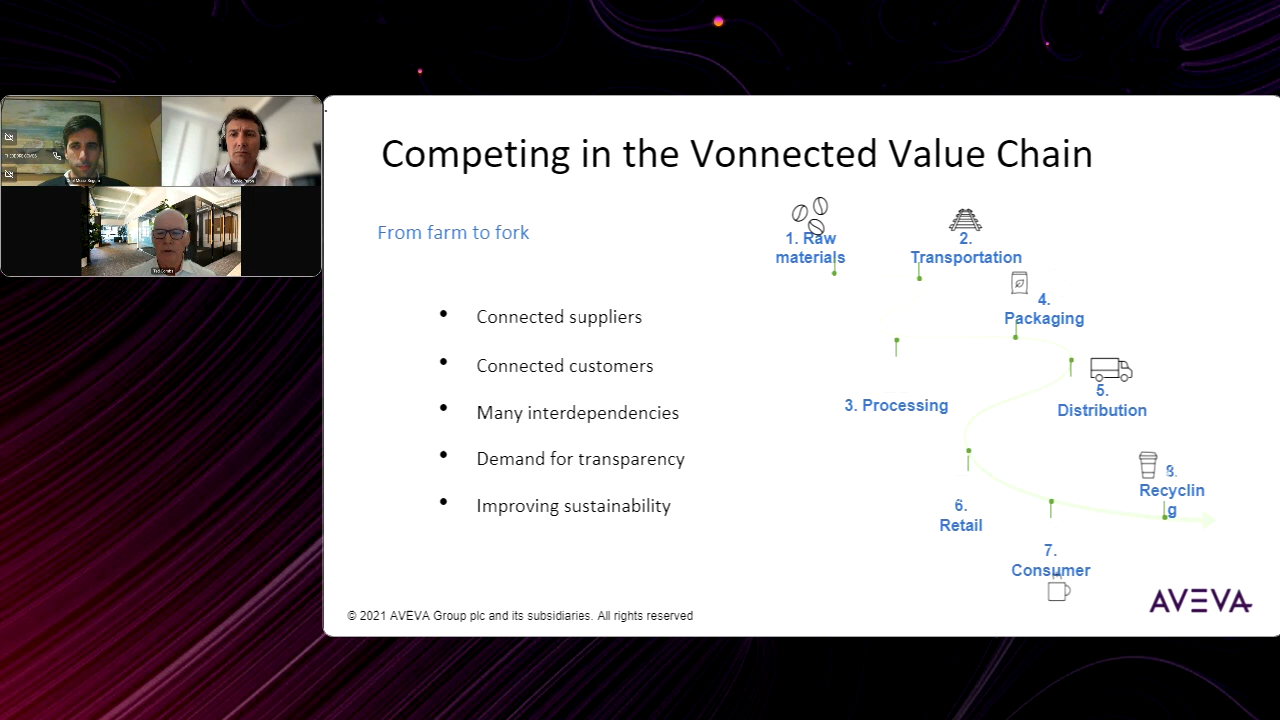 Competing in the Vonnected Value Chain
From farm to fork
Connected suppliers
Connected customers
Many interdependencies
Demand for transparency
Improving sustainability
1. Raw
materials
2.
Transportation
4.
Packaging
3. Processing
5.
Distribution
6.
Retail
8.
Recyclin
g
7.
Consumer
© 2021 AVEVA Group plc and its subsidiaries. All rights reserved
AVEVA
Ted Combs